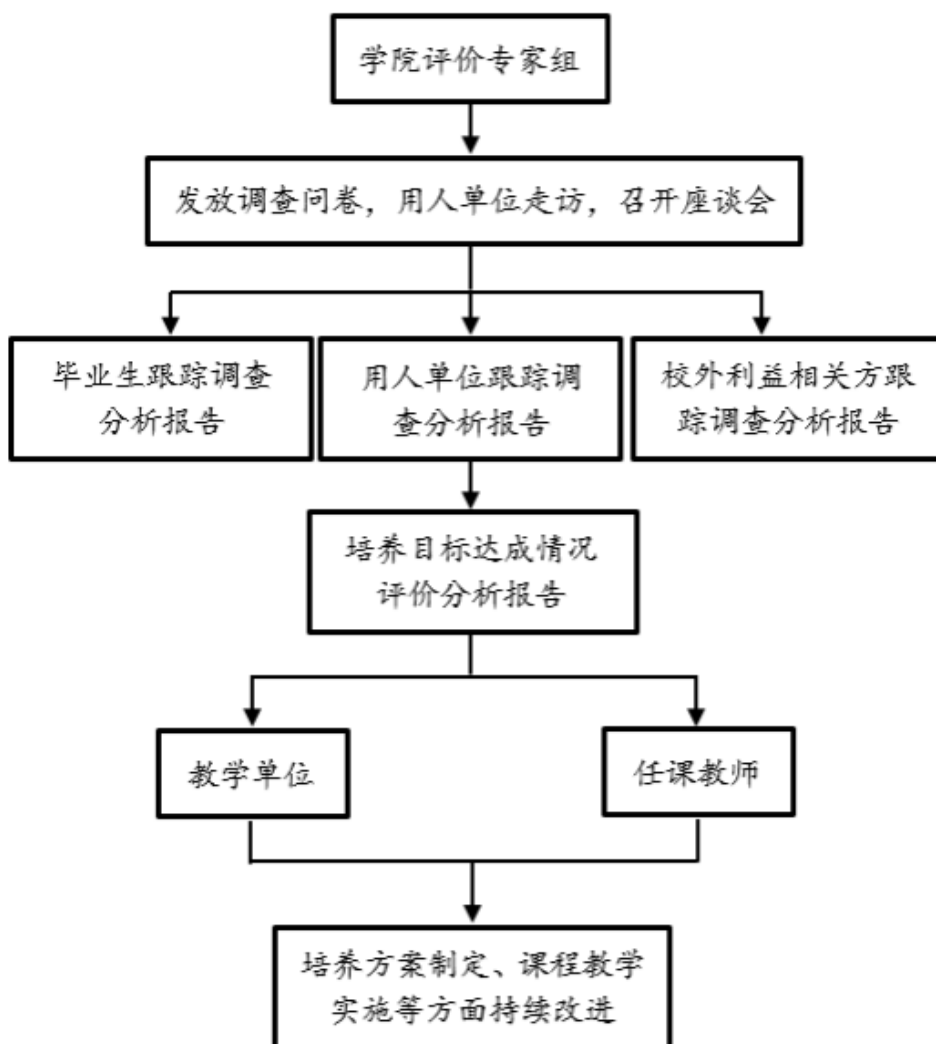 学院评价专家组
发放调查问卷，用人单位走访，召开座谈会
毕业生跟踪调查
分析报告
用人单位跟踪调
查分析报告
校外利益相关方跟
踪调查分析报告
培养目标达成情况
评价分析报告
教学单位
任课教师
培养方案制定、课程教学
实施等方面持续改进